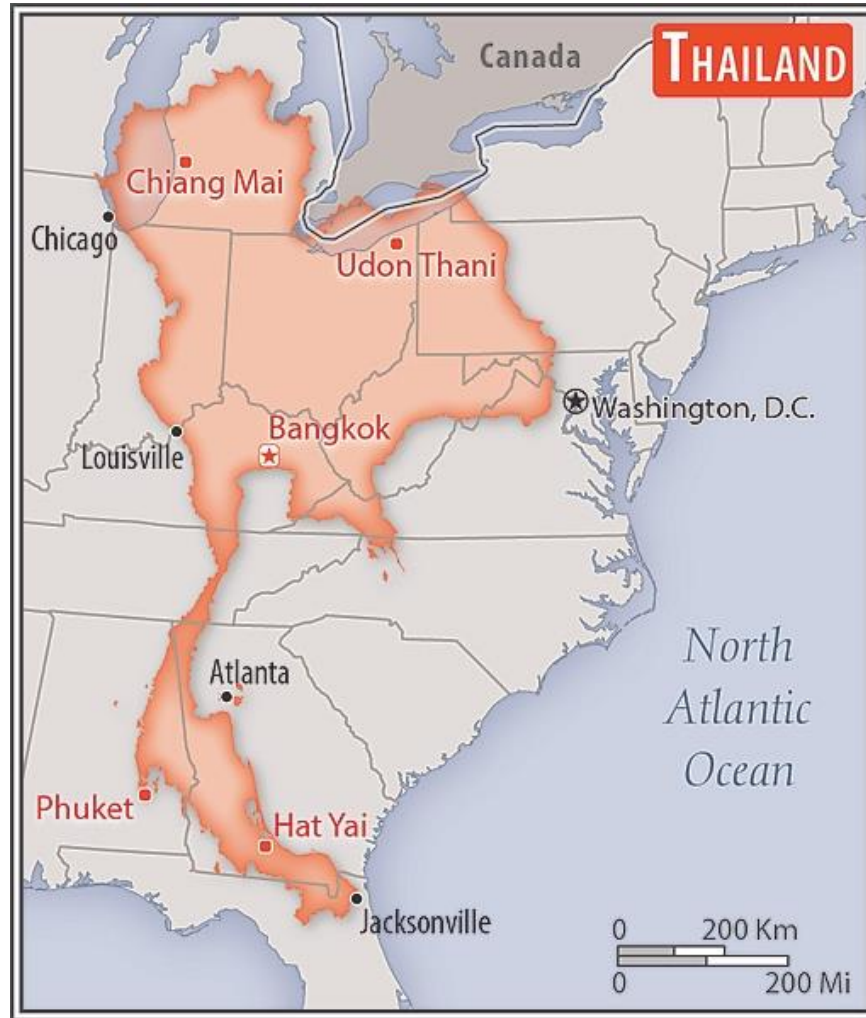 Canada
THAILAND
Chiang Mai
Chicago
Udon Thani
Washington, D.C.
Bangkok
Louisville
Atlanta
North
Atlantic
Ocean
Phuket
Hat Yai
Jacksonville
0 200 Km
0 200 Mi